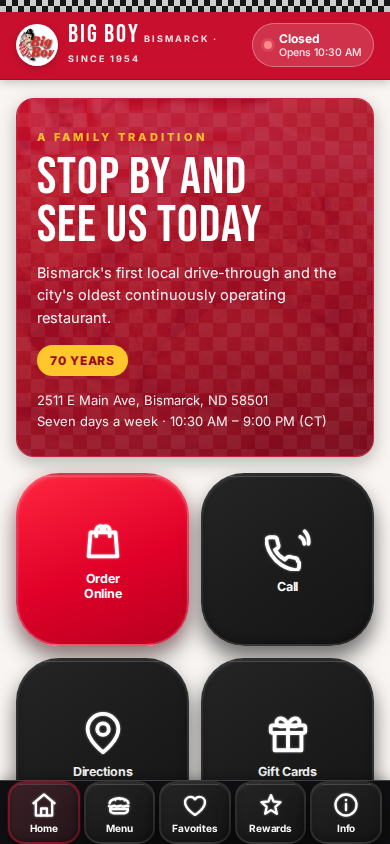 Big Boy
BIG BOY BISMARCK ·
SINCE 1954
Closed
Opens 10:30 AM
A FAMILY TRADITION
STOP BY AND
SEE US TODAY
Bismarck's first local drive-through and the
city's oldest continuously operating
restaurant.
70 YEARS
2511 E Main Ave, Bismarck, ND 58501
Seven days a week · 10:30 AM – 9:00 PM (CT)
Order
Online
Call
Directions
Gift Cards
Home
Menu
Favorites
Rewards
Info